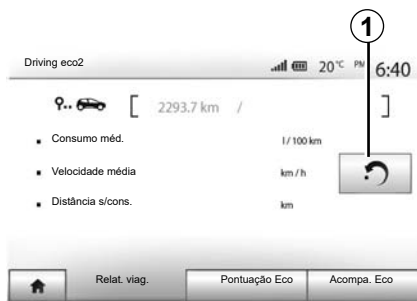 1
Driving eco2 20°C PM 6:40
[ 2293.7 km / ]
Consumo méd. l / 100 km
Velocidade média km / h
Distância s/cons. km
Relat. viag. Pontuação Eco Acompa. Eco